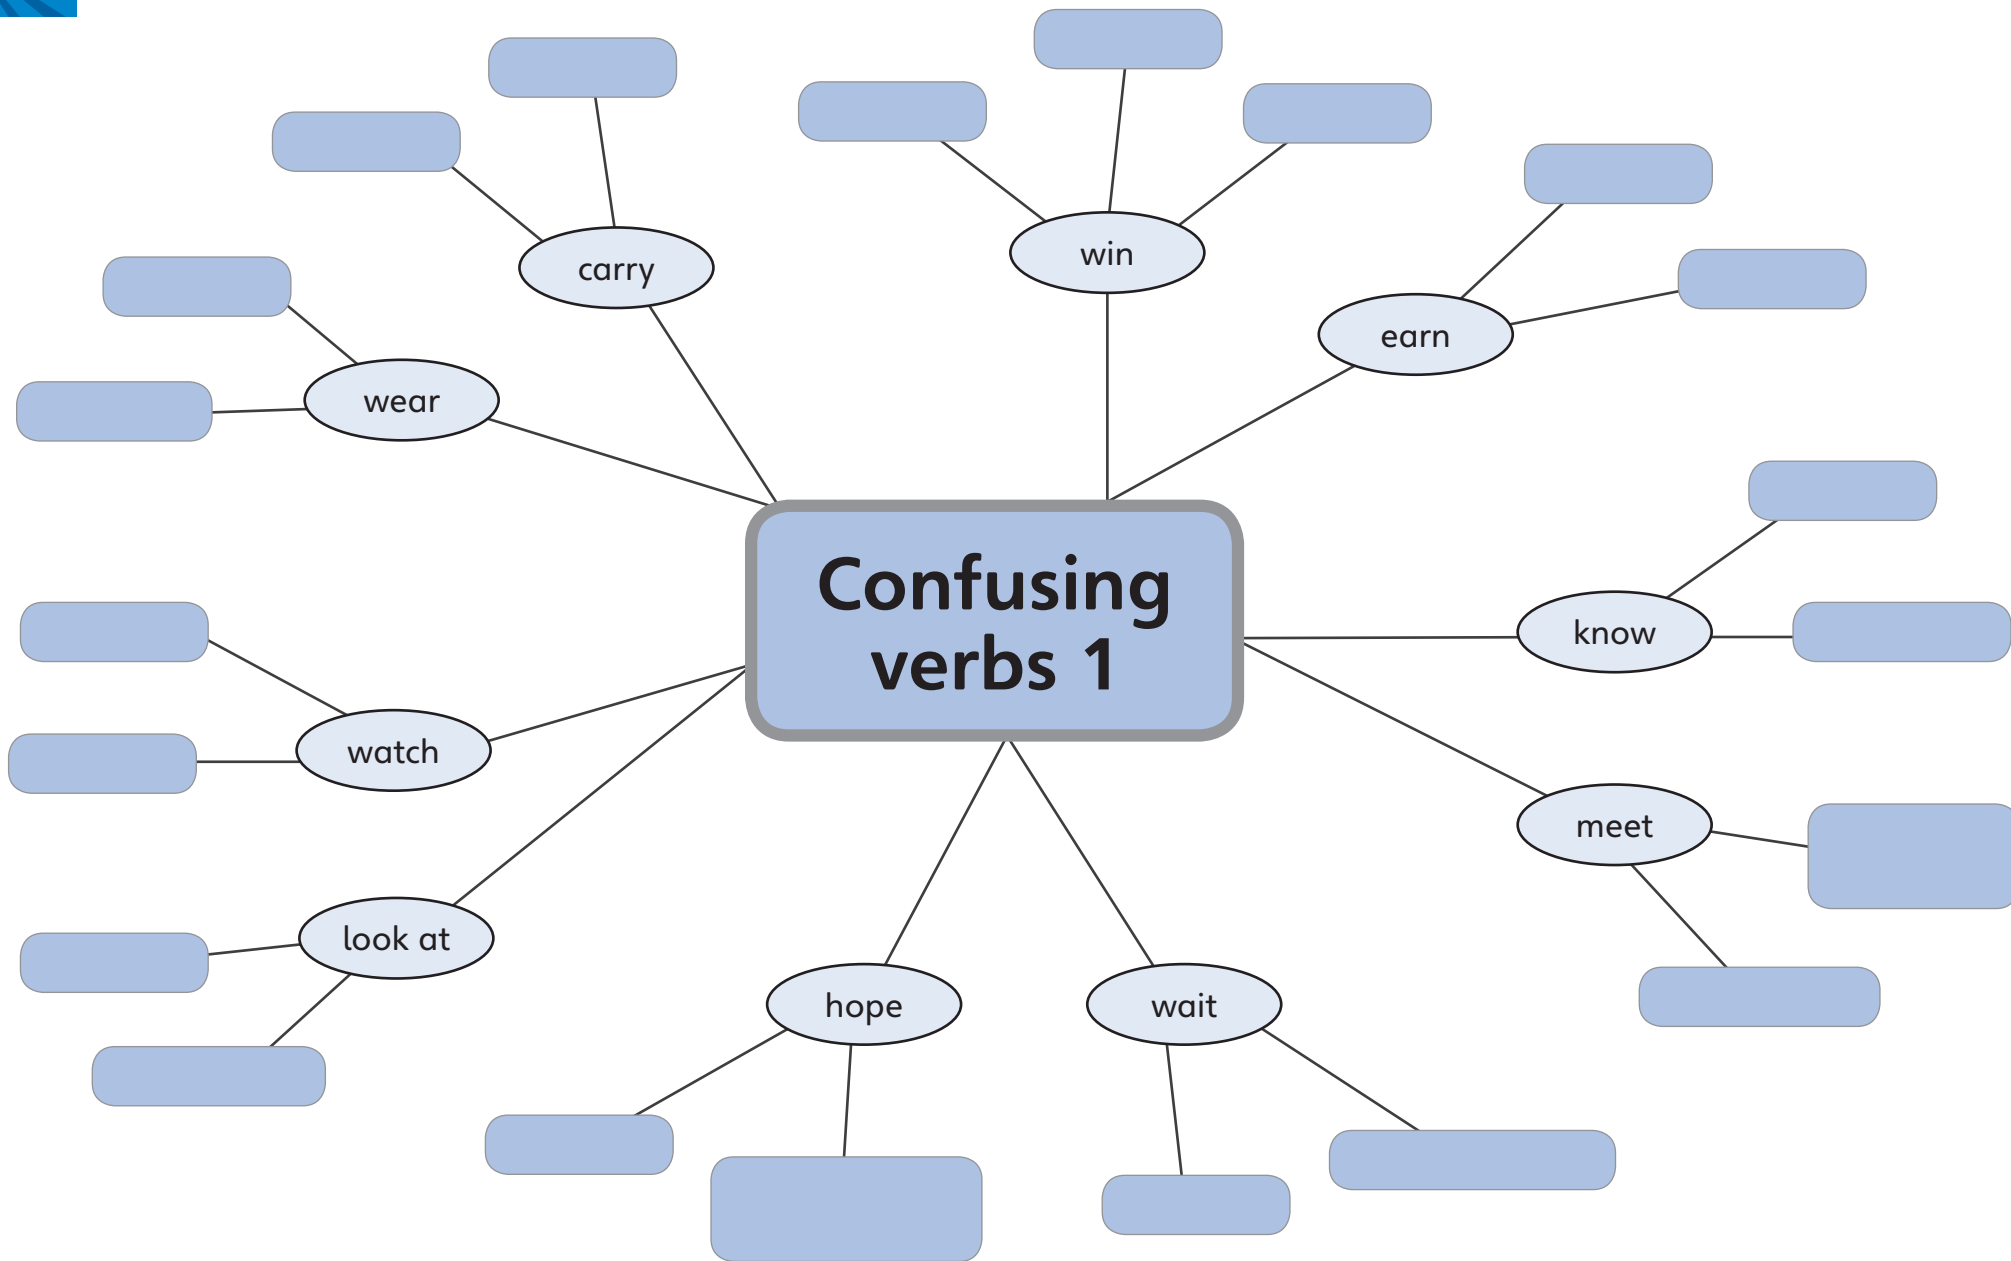 win
carry
earn
wear
Confusing
verbs 1
know
watch
meet
look at
hope
wait